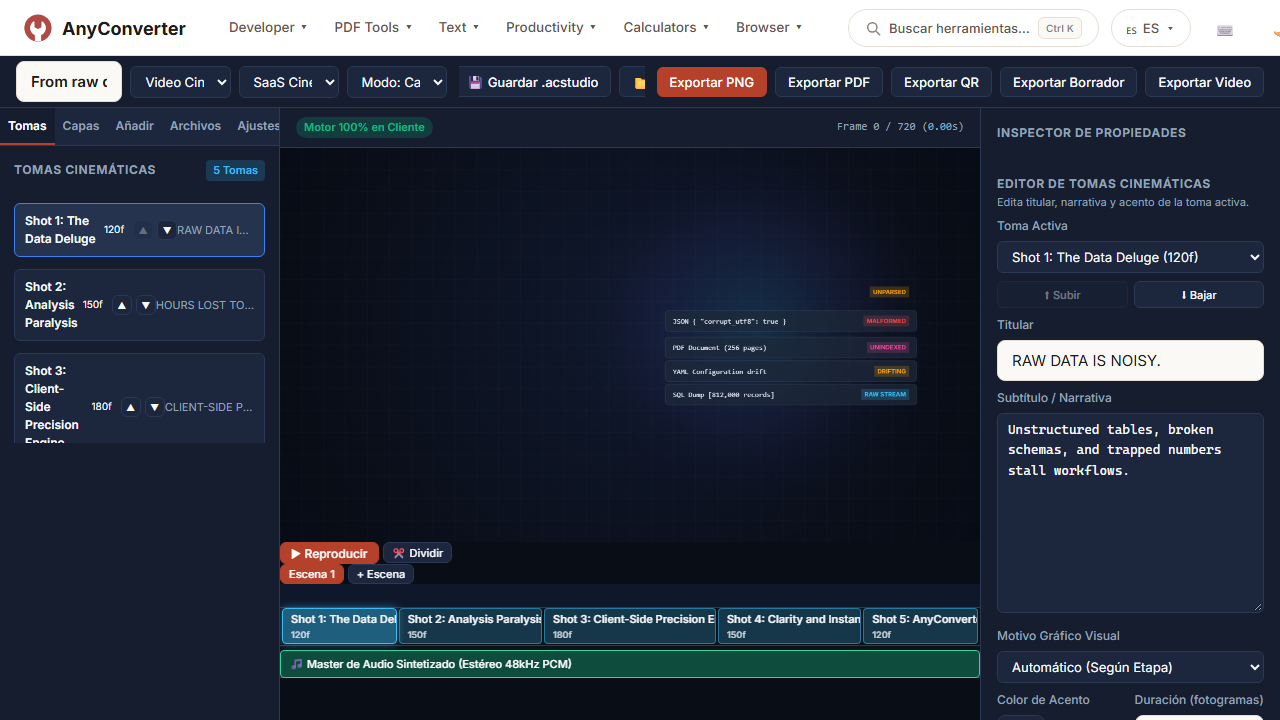 AnyConverter
Developer ▼ PDF Tools ▼ Text ▼ Productivity ▼ Calculators ▼ Browser ▼
Buscar herramientas... Ctrl K
ES ES ▼
From raw
Video Cin
SaaS Cine
Modo: Ca
Guardar .acstudio
Exportar PNG
Exportar PDF
Exportar QR
Exportar Borrador
Exportar Video
Tomas Capas Añadir Archivos Ajustes
TOMAS CINEMÁTICAS 5 Tomas
Shot 1: The
Data Deluge
120f ▲ ▼ RAW DATA I...
Shot 2:
Analysis
Paralysis
150f ▲ ▼ HOURS LOST TO...
Shot 3:
Client-
Side
Precision
Engine
180f ▲ ▼ CLIENT-SIDE P...
Motor 100% en Cliente
Frame 0 / 720 (0.00s)
UNPARSED
JSON { "corrupt_utf8": true } MALFORMED
PDF Document (256 pages) UNINDEXED
YAML Configuration drift DRIFTING
SQL Dump [812,000 records] RAW STREAM
▶ Reproducir Dividir
Escena 1 + Escena
Shot 1: The Data Del
120f
Shot 2: Analysis Paralysis
150f
Shot 3: Client-Side Precision E
180f
Shot 4: Clarity and Instan
150f
Shot 5: AnyConverte
120f
Master de Audio Sintetizado (Estéreo 48kHz PCM)
INSPECTOR DE PROPIEDADES
EDITOR DE TOMAS CINEMÁTICAS
Edita titular, narrativa y acento de la toma activa.
Toma Activa
Shot 1: The Data Deluge (120f)
⬆ Subir ⬇ Bajar
Titular
RAW DATA IS NOISY.
Subtítulo / Narrativa
Unstructured tables, broken
schemas, and trapped numbers
stall workflows.
Motivo Gráfico Visual
Automático (Según Etapa)
Color de Acento Duración (fotogramas)